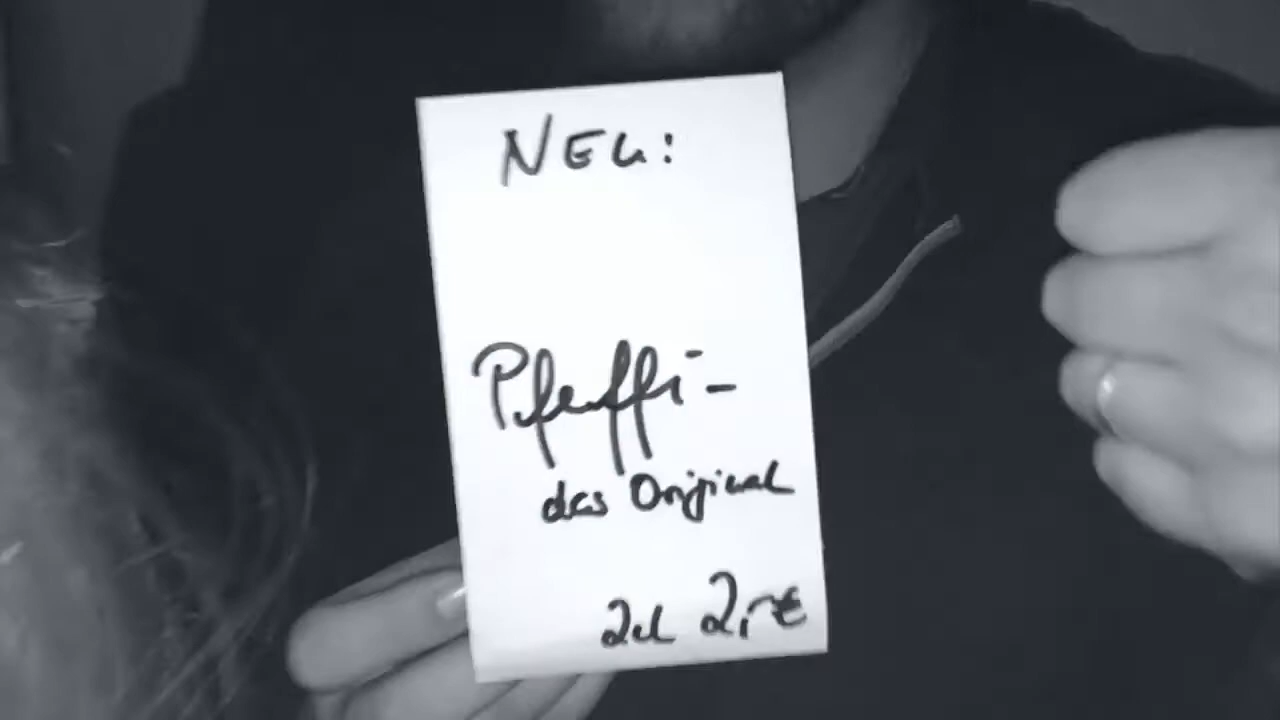 NEU:
Pfeffi-
das Original
2cl 2,-€